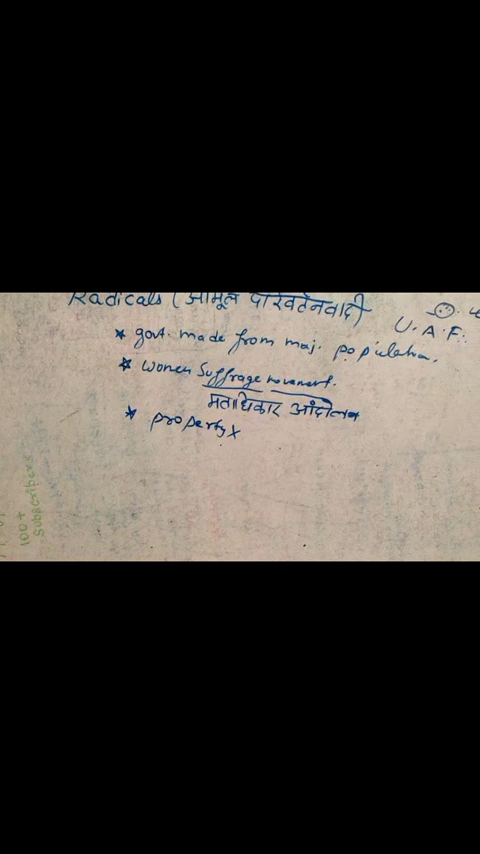 Radicals (आमूल परिवर्तनवादी)
U.A.F.
* govt. made from maj. population.
* women suffrage movement.
मताधिकार आंदोलन
* property x
100+
subscribers